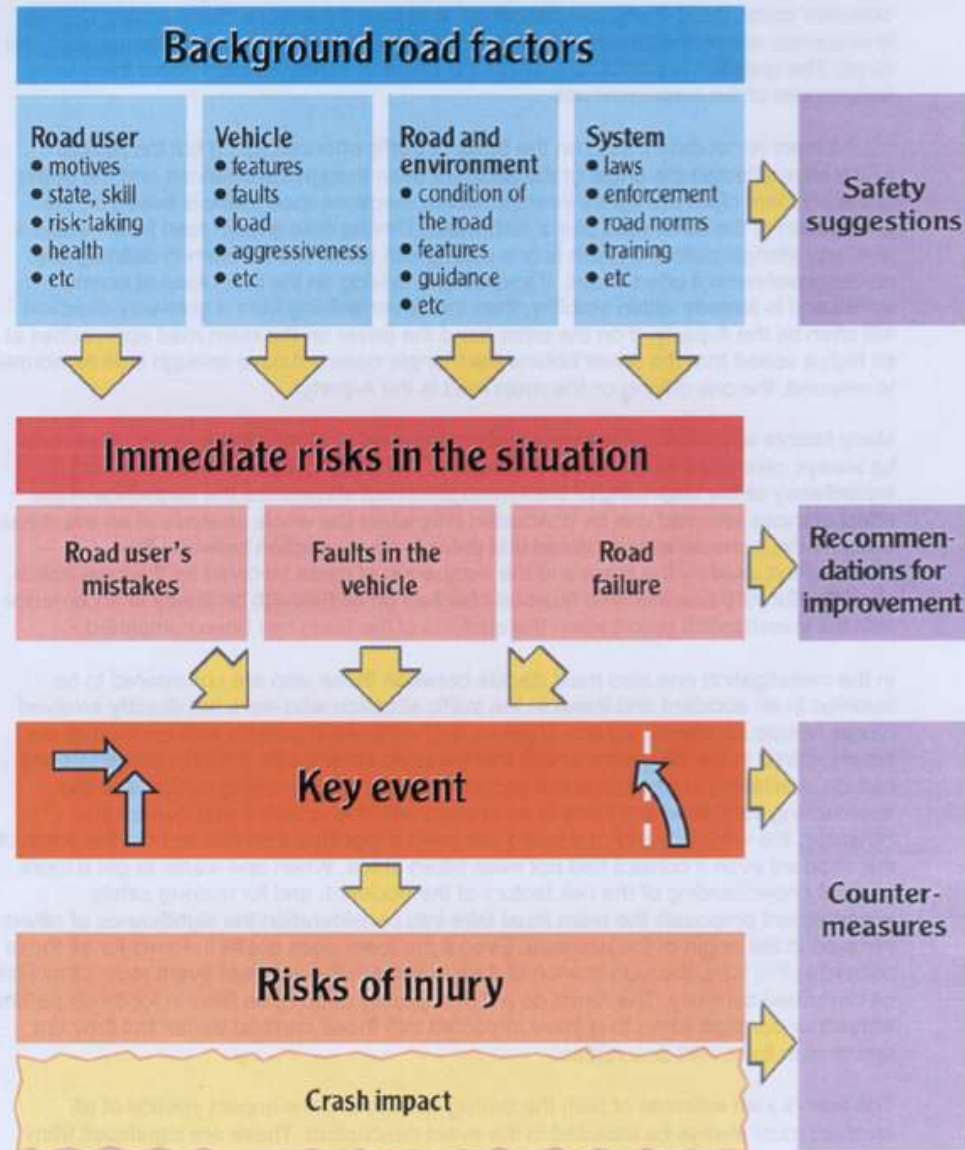 Background road factors
Road user
• motives
• state, skill
• risk-taking
• health
• etc
Vehicle
• features
• faults
• load
• aggressiveness
• etc
Road and
environment
• condition of
the road
• features
• guidance
• etc
System
• laws
• enforcement
• road norms
• training
• etc
Safety
suggestions
Immediate risks in the situation
Road user's
mistakes
Faults in the
vehicle
Road
failure
Recommen-
dations for
improvement
Key event
Counter-
measures
Risks of injury
Crash impact